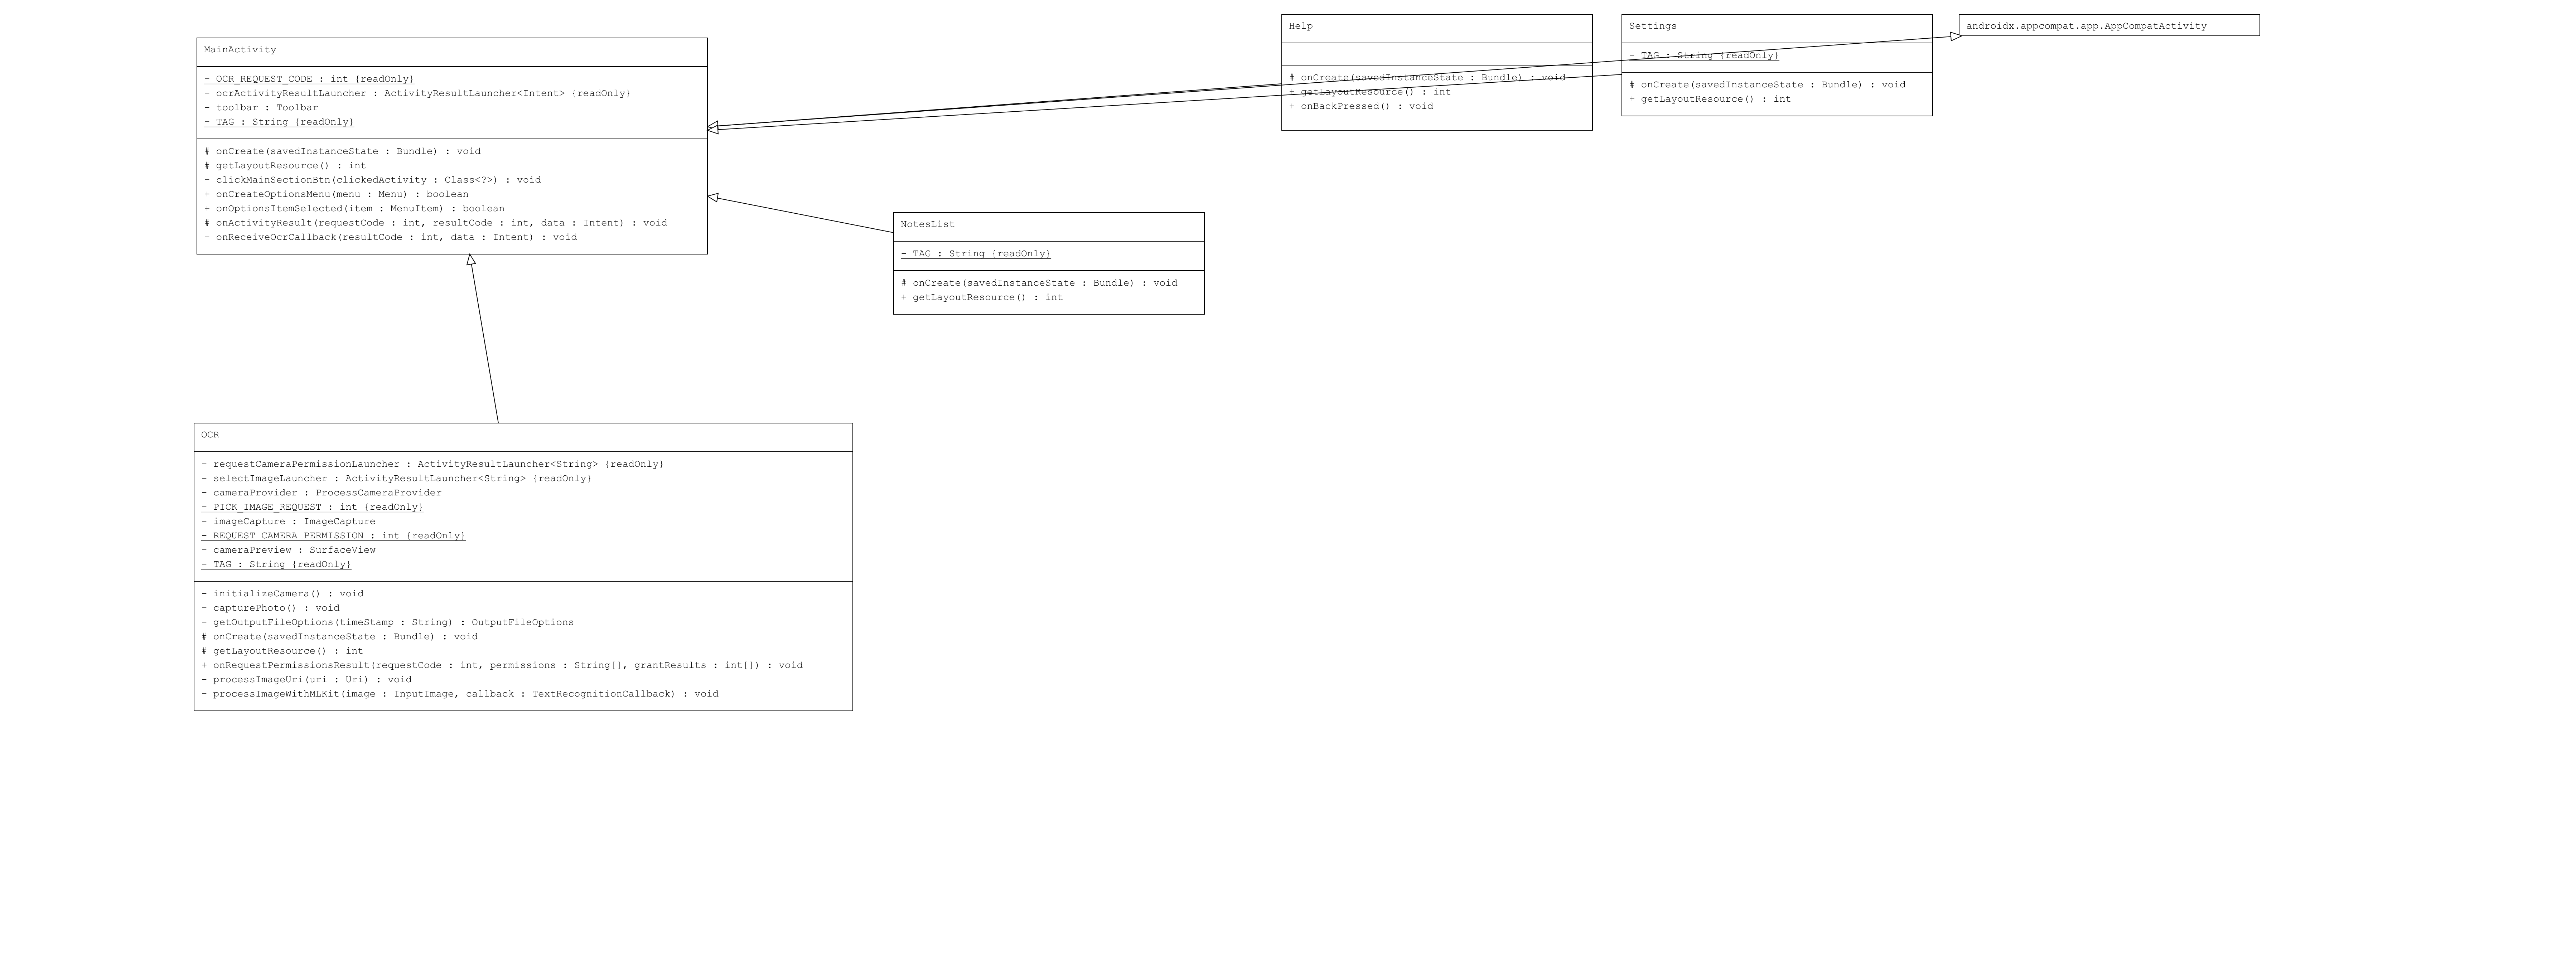 MainActivity
- OCR_REQUEST_CODE : int {readOnly}
- ocrActivityResultLauncher : ActivityResultLauncher<Intent> {readOnly}
- toolbar : Toolbar
- TAG : String {readOnly}
# onCreate(savedInstanceState : Bundle) : void
# getLayoutResource() : int
- clickMainSectionBtn(clickedActivity : Class<?>) : void
+ onCreateOptionsMenu(menu : Menu) : boolean
+ onOptionsItemSelected(item : MenuItem) : boolean
# onActivityResult(requestCode : int, resultCode : int, data : Intent) : void
- onReceiveOcrCallback(resultCode : int, data : Intent) : void
Help
# onCreate(savedInstanceState : Bundle) : void
+ getLayoutResource() : int
+ onBackPressed() : void
Settings
- TAG : String {readOnly}
# onCreate(savedInstanceState : Bundle) : void
+ getLayoutResource() : int
androidx.appcompat.app.AppCompatActivity
NotesList
- TAG : String {readOnly}
# onCreate(savedInstanceState : Bundle) : void
+ getLayoutResource() : int
OCR
- requestCameraPermissionLauncher : ActivityResultLauncher<String> {readOnly}
- selectImageLauncher : ActivityResultLauncher<String> {readOnly}
- cameraProvider : ProcessCameraProvider
- PICK_IMAGE_REQUEST : int {readOnly}
- imageCapture : ImageCapture
- REQUEST_CAMERA_PERMISSION : int {readOnly}
- cameraPreview : SurfaceView
- TAG : String {readOnly}
- initializeCamera() : void
- capturePhoto() : void
- getOutputFileOptions(timeStamp : String) : OutputFileOptions
# onCreate(savedInstanceState : Bundle) : void
# getLayoutResource() : int
+ onRequestPermissionsResult(requestCode : int, permissions : String[], grantResults : int[]) : void
- processImageUri(uri : Uri) : void
- processImageWithMLKit(image : InputImage, callback : TextRecognitionCallback) : void